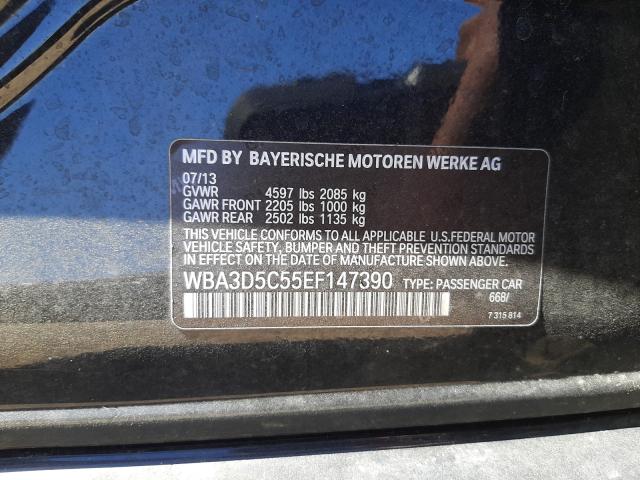 MFD BY BAYERISCHE MOTOREN WERKE AG
07/13
GVWR 4597 lbs 2085 kg
GAWR FRONT 2205 lbs 1000 kg
GAWR REAR 2502 lbs 1135 kg
THIS VEHICLE CONFORMS TO ALL APPLICABLE U.S.FEDERAL MOTOR
VEHICLE SAFETY, BUMPER AND THEFT PREVENTION STANDARDS
IN EFFECT ON THE DATE OF MANUFACTURE SHOWN ABOVE.
WBA3D5C55EF147390 TYPE: PASSENGER CAR
668/
7 315 814